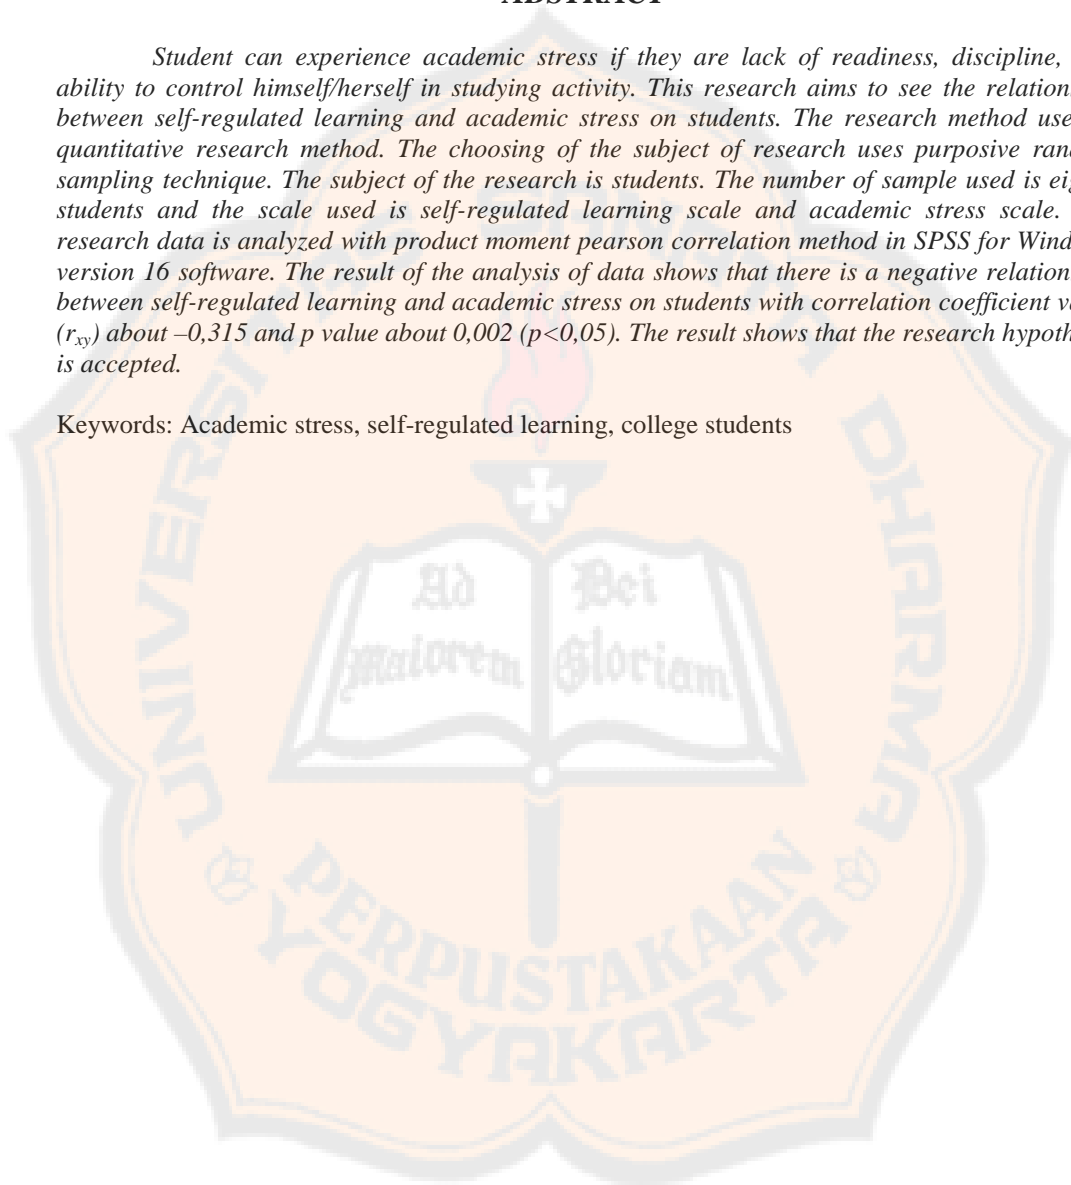 ABSTRACT
Student can experience academic stress if they are lack of readiness, discipline,
ability to control himself/herself in studying activity. This research aims to see the relation
between self-regulated learning and academic stress on students. The research method use
quantitative research method. The choosing of the subject of research uses purposive ran
sampling technique. The subject of the research is students. The number of sample used is eig
students and the scale used is self-regulated learning scale and academic stress scale.
research data is analyzed with product moment pearson correlation method in SPSS for Wind
version 16 software. The result of the analysis of data shows that there is a negative relation
between self-regulated learning and academic stress on students with correlation coefficient v
(rxy) about –0,315 and p value about 0,002 (p<0,05). The result shows that the research hypoth
is accepted.
Keywords: Academic stress, self-regulated learning, college students
UNIVERSITAS SANATA DHARMA
Ad Dei
Maiorem Gloriam
PERPUSTAKAAN
YOGYAKARTA